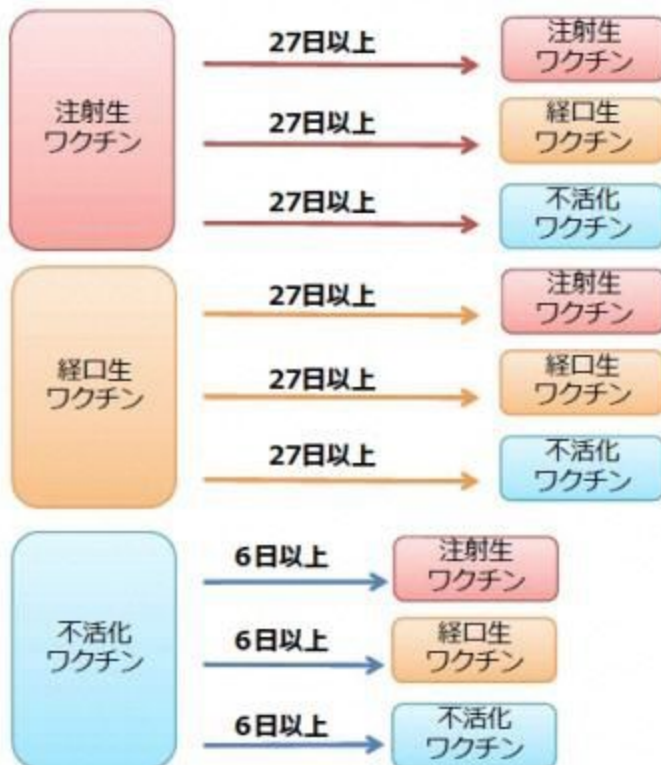 注射生
ワクチン
27日以上
注射生
ワクチン
27日以上
経口生
ワクチン
27日以上
不活化
ワクチン
経口生
ワクチン
27日以上
注射生
ワクチン
27日以上
経口生
ワクチン
27日以上
不活化
ワクチン
不活化
ワクチン
6日以上
注射生
ワクチン
6日以上
経口生
ワクチン
6日以上
不活化
ワクチン